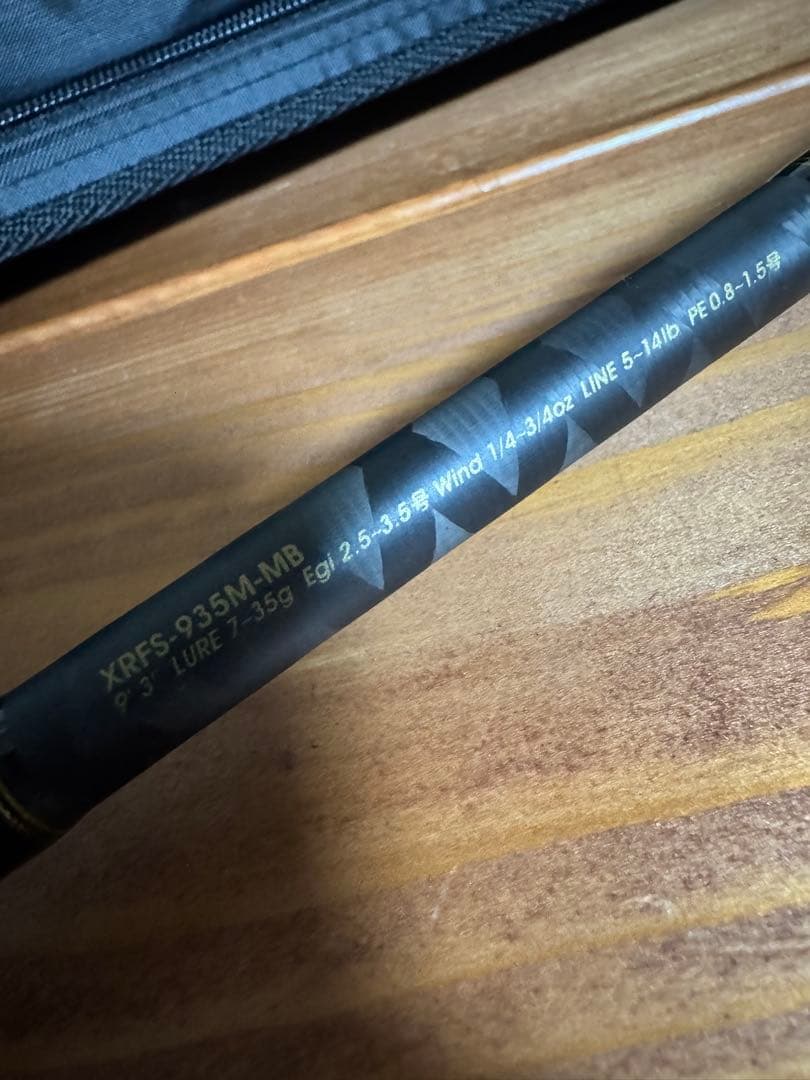 XRFS-935M-MB
9' 3" LURE 7-35g Egi 2.5~3.5号 Wind 1/4~3/4oz LINE 5~14lb PE 0.8~1.5号